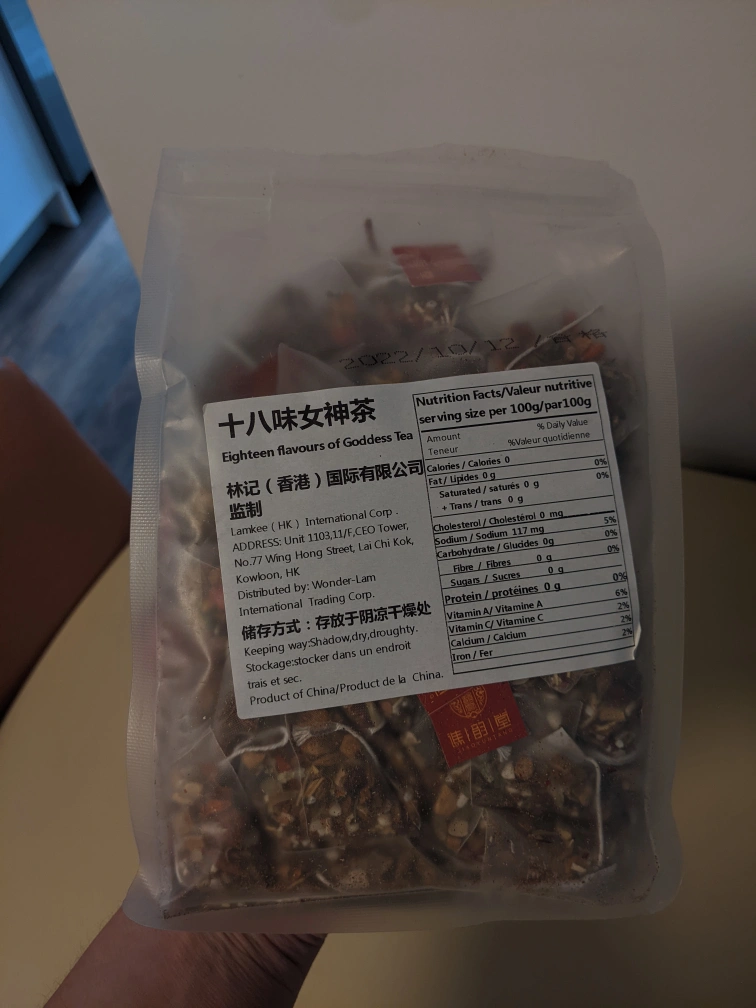 2022/10/12 / 合格
十八味女神茶
Eighteen flavours of Goddess Tea
林记（香港）国际有限公司
监制
Lamkee ( HK ) International Corp .
ADDRESS: Unit 1103,11/F,CEO Tower,
No.77 Wing Hong Street, Lai Chi Kok,
Kowloon, HK
Distributed by: Wonder-Lam
International Trading Corp.
储存方式：存放于阴凉干燥处
Keeping way:Shadow,dry,droughty.
Stockage:stocker dans un endroit
trais et sec.
Product of China/Product de la China.
Nutrition Facts/Valeur nutritive
serving size per 100g/par100g
Amount % Daily Value
Teneur %Valeur quotidienne
Calories / Calories 0
Fat / Lipides 0 g 0%
Saturated / saturés 0 g 0%
+ Trans / trans 0 g
Cholesterol / Cholestérol 0 mg
Sodium / Sodium 117 mg 5%
Carbohydrate / Glucides 0g 0%
Fibre / Fibres 0 g 0%
Sugars / Sucres 0 g
Protein / protéines 0 g 0%
Vitamin A/ Vitamine A 6%
Vitamin C/ Vitamine C 2%
Caldum / Calcium 2%
Iron / Fer 2%